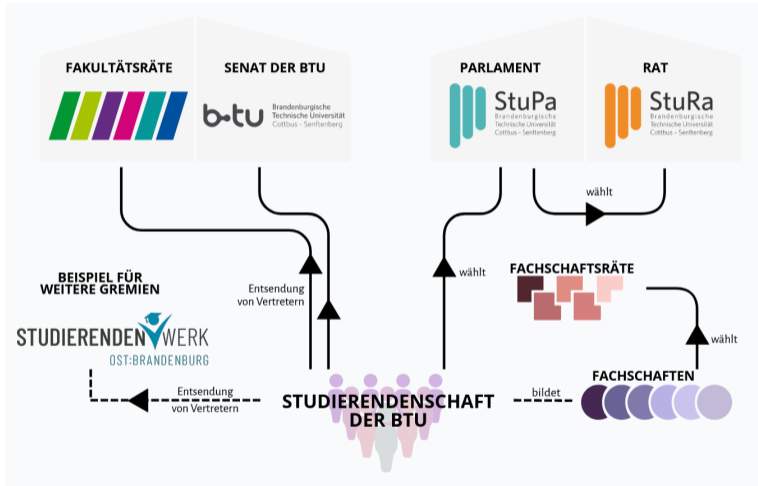 FAKULTÄTSRÄTE
SENAT DER BTU
b-tu
Brandenburgische
Technische Universität
Cottbus - Senftenberg
PARLAMENT
StuPa
Brandenburgische
Technische Universität
Cottbus - Senftenberg
RAT
StuRa
Brandenburgische
Technische Universität
Cottbus - Senftenberg
wählt
BEISPIEL FÜR
WEITERE GREMIEN
STUDIERENDENWERK
OST:BRANDENBURG
Entsendung
von Vertretern
wählt
FACHSCHAFTSRÄTE
wählt
Entsendung
von Vertretern
STUDIERENDENSCHAFT
DER BTU
bildet
FACHSCHAFTEN